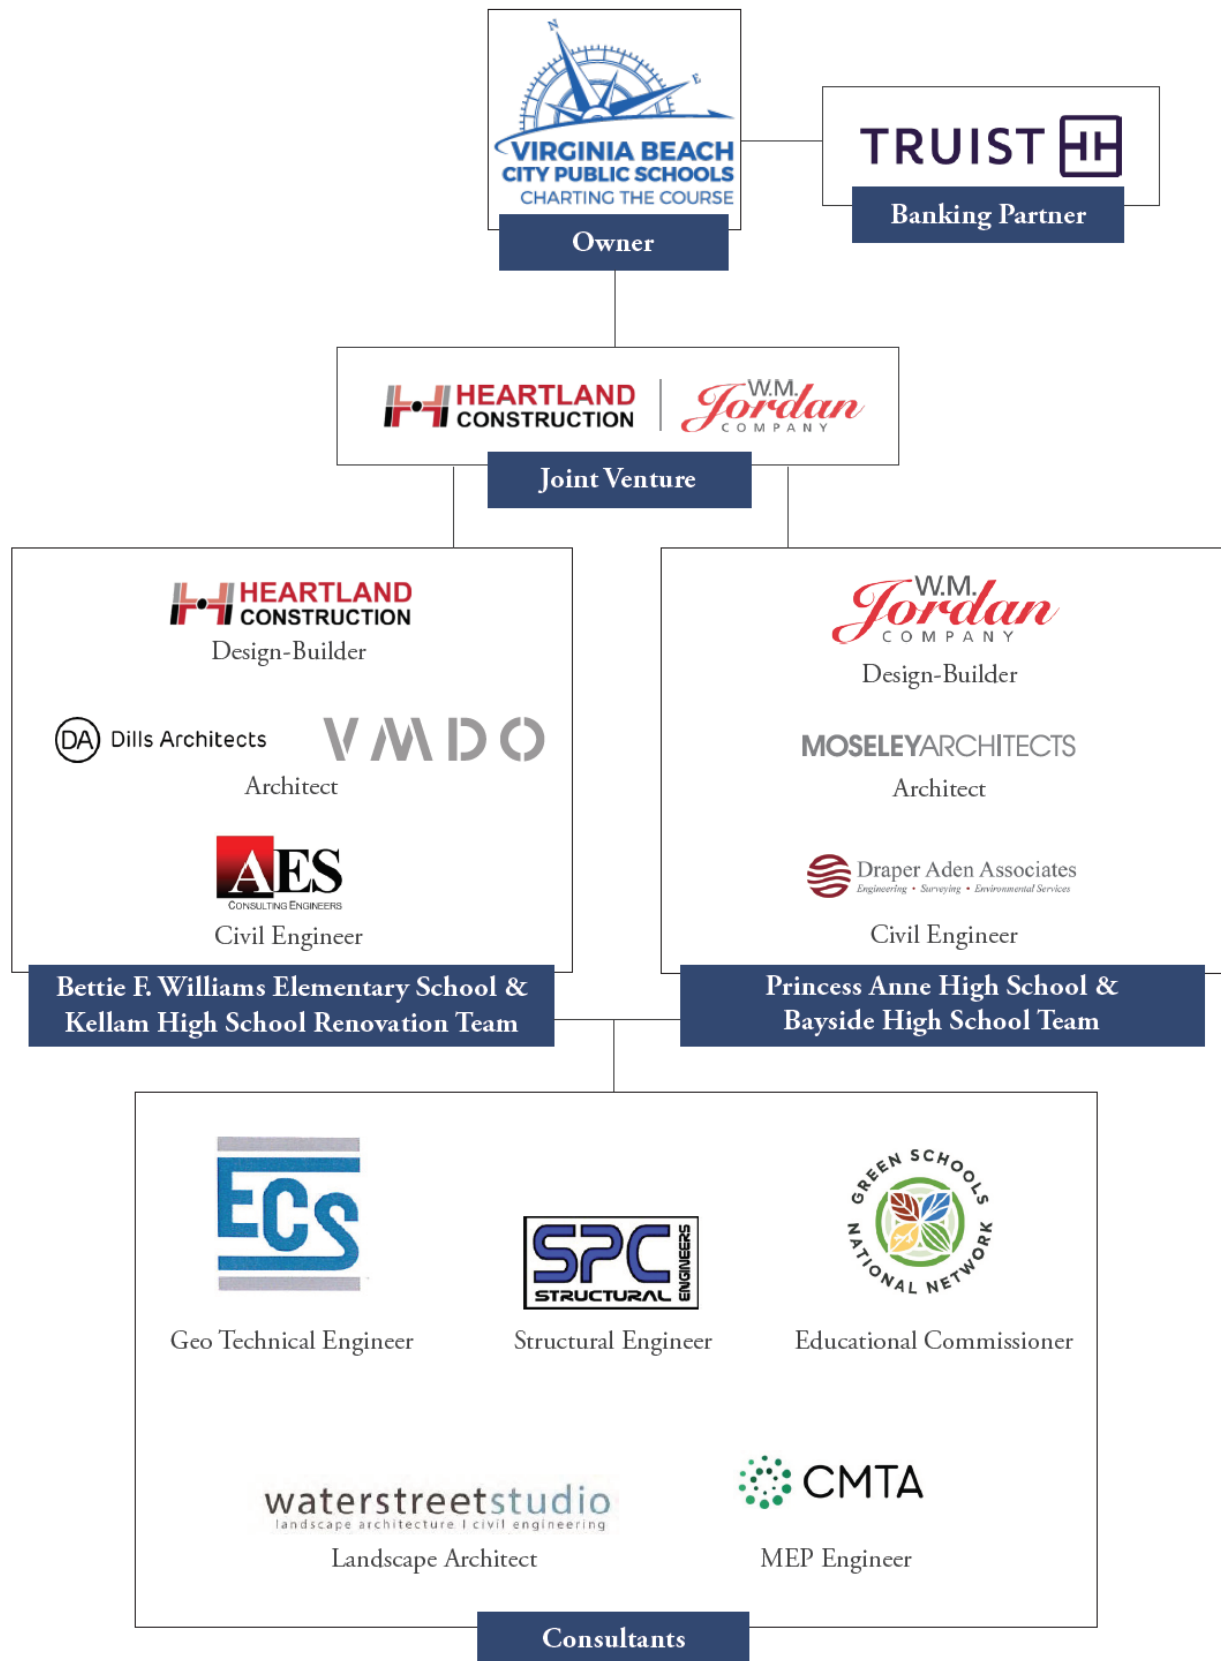 N
E
VIRGINIA BEACH
CITY PUBLIC SCHOOLS
CHARTING THE COURSE
Owner
TRUIST
Banking Partner
HEARTLAND
CONSTRUCTION
W.M.
Jordan
COMPANY
Joint Venture
HEARTLAND
CONSTRUCTION
Design-Builder
DA Dills Architects
VMDO
Architect
AES
CONSULTING ENGINEERS
Civil Engineer
Bettie F. Williams Elementary School &
Kellam High School Renovation Team
W.M.
Jordan
COMPANY
Design-Builder
MOSELEYARCHITECTS
Architect
Draper Aden Associates
Engineering • Surveying • Environmental Services
Civil Engineer
Princess Anne High School &
Bayside High School Team
ECS
Geo Technical Engineer
SPC
STRUCTURAL
ENGINEERS
Structural Engineer
GREEN SCHOOLS
NATIONAL NETWORK
Educational Commissioner
waterstreetstudio
landscape architecture | civil engineering
Landscape Architect
CMTA
MEP Engineer
Consultants